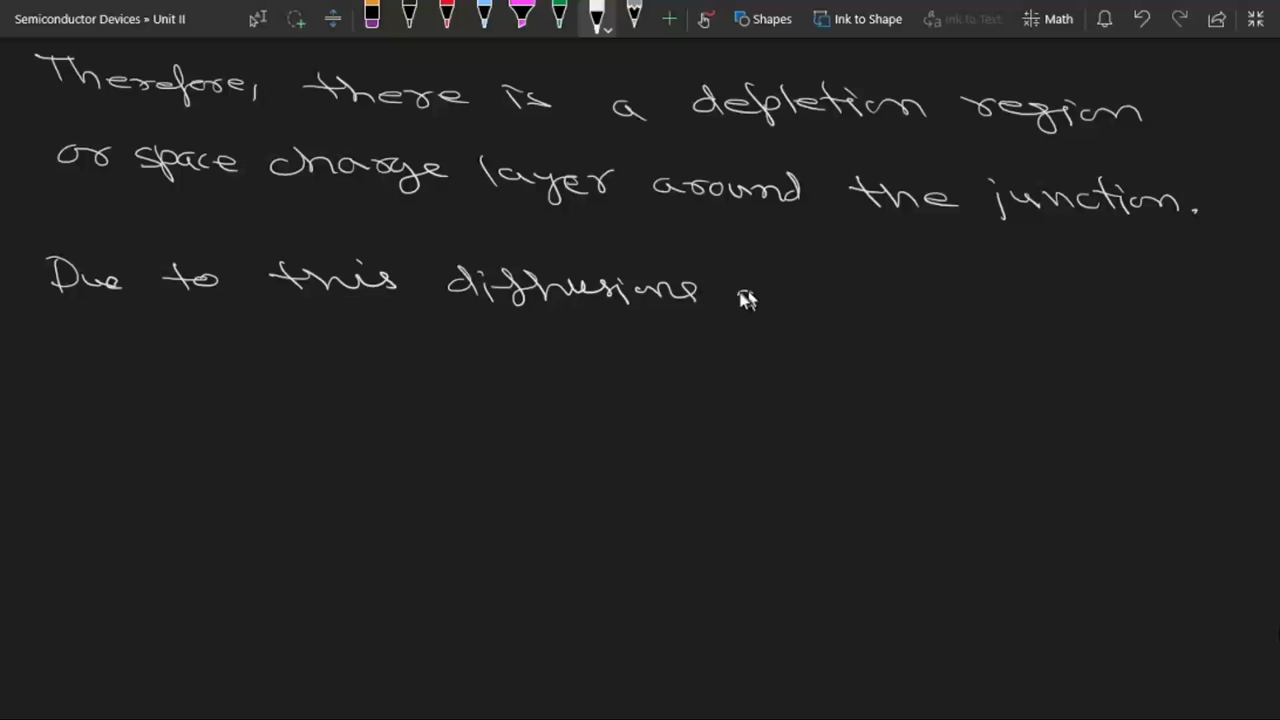 Semiconductor Devices » Unit II
Shapes
Ink to Shape
Ink to Text
Math
Therefore, there is a depletion region
or space charge layer around the junction.
Due to this diffusione